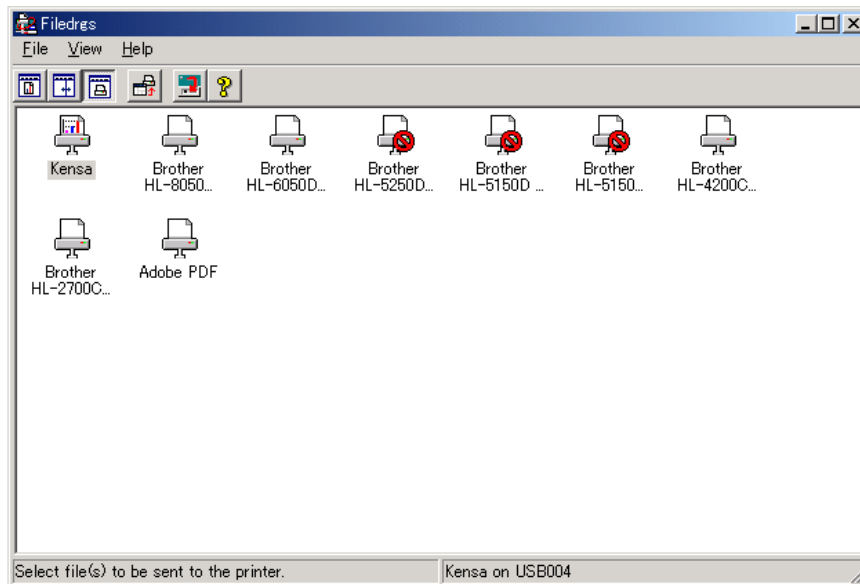 Filedrgs
File View Help
Kensa
Brother
HL-8050...
Brother
HL-6050D...
Brother
HL-5250D...
Brother
HL-5150D ...
Brother
HL-5150...
Brother
HL-4200C...
Brother
HL-2700C...
Adobe PDF
Select file(s) to be sent to the printer.
Kensa on USB004